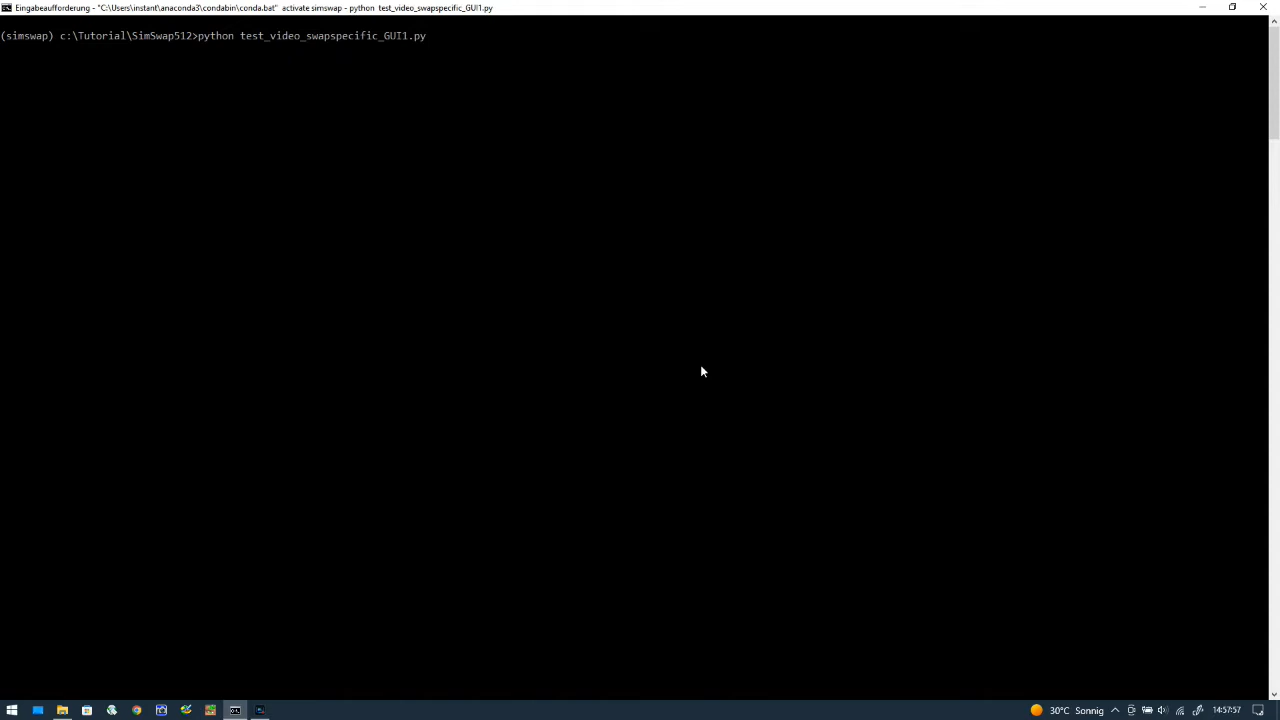 Eingabeaufforderung - "C:\Users\instant\anaconda3\condabin\conda.bat" activate simswap - python test_video_swapspecific_GUI1.py
(simswap) c:\Tutorial\SimSwap512>python test_video_swapspecific_GUI1.py
30°C Sonnig 14:57:57